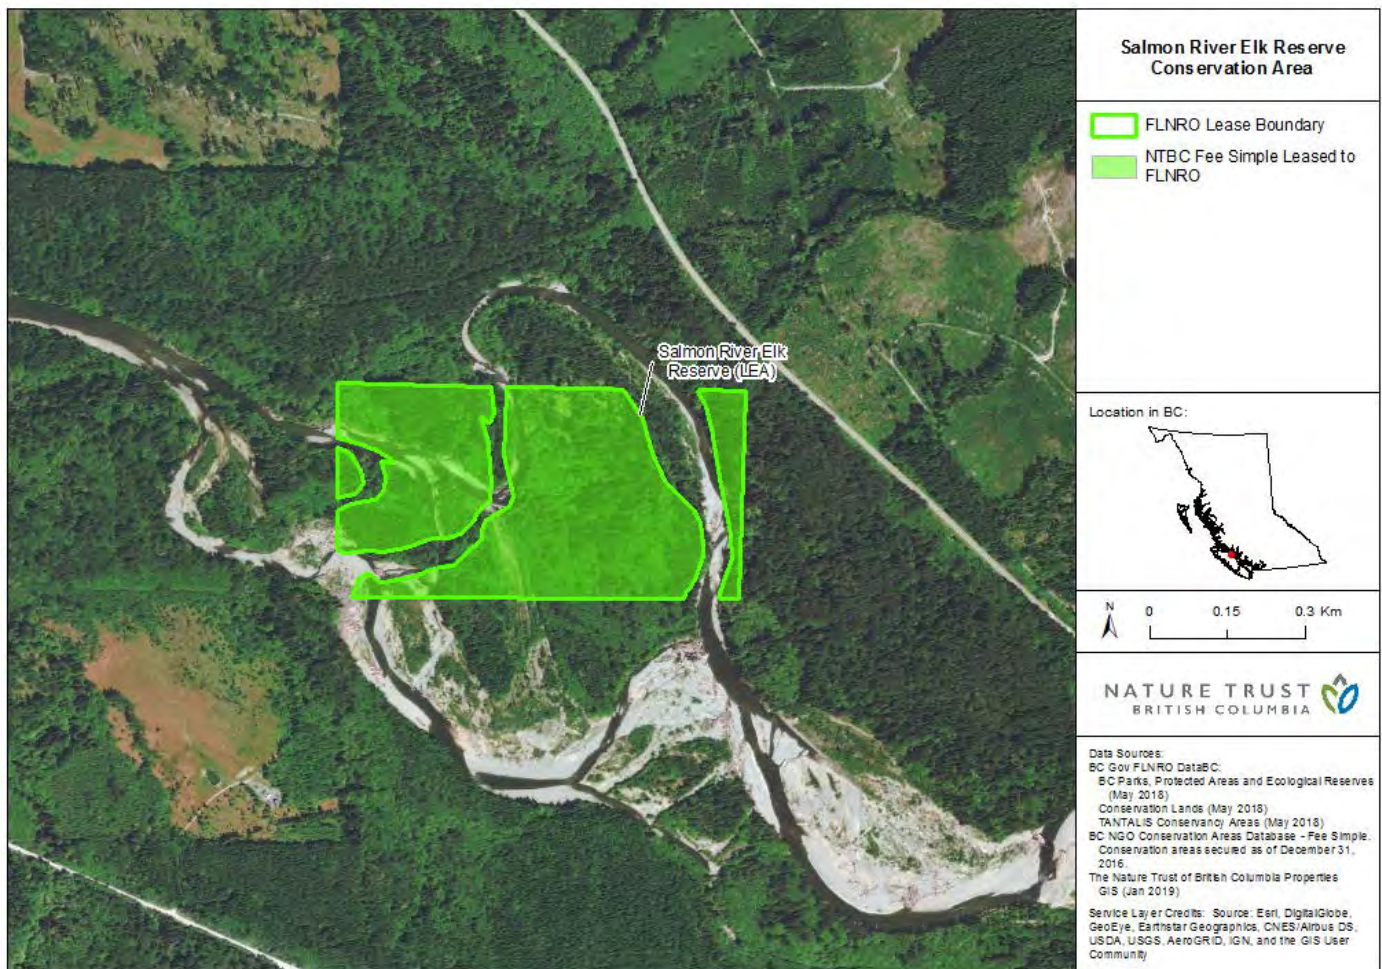 Salmon River Elk Reserve
Conservation Area
FLNRO Lease Boundary
NTBC Fee Simple Leased to
FLNRO
Salmon River Elk
Reserve (LEA)
Location in BC:
N
0 0.15 0.3 Km
NATURE TRUST
BRITISH COLUMBIA
Data Sources:
BC Gov FLNRO DataBC:
BC Parks, Protected Areas and Ecological Reserves
(May 2018)
Conservation Lands (May 2018)
TANTALIS Conservancy Areas (May 2018)
BC NGO Conservation Areas Database - Fee Simple.
Conservation areas secured as of December 31,
2016.
The Nature Trust of British Columbia Properties
GIS (Jan 2019)
Service Layer Credits: Source: Esri, DigitalGlobe,
GeoEye, Earthstar Geographics, CNES/Airbus DS,
USDA, USGS, AeroGRID, IGN, and the GIS User
Community